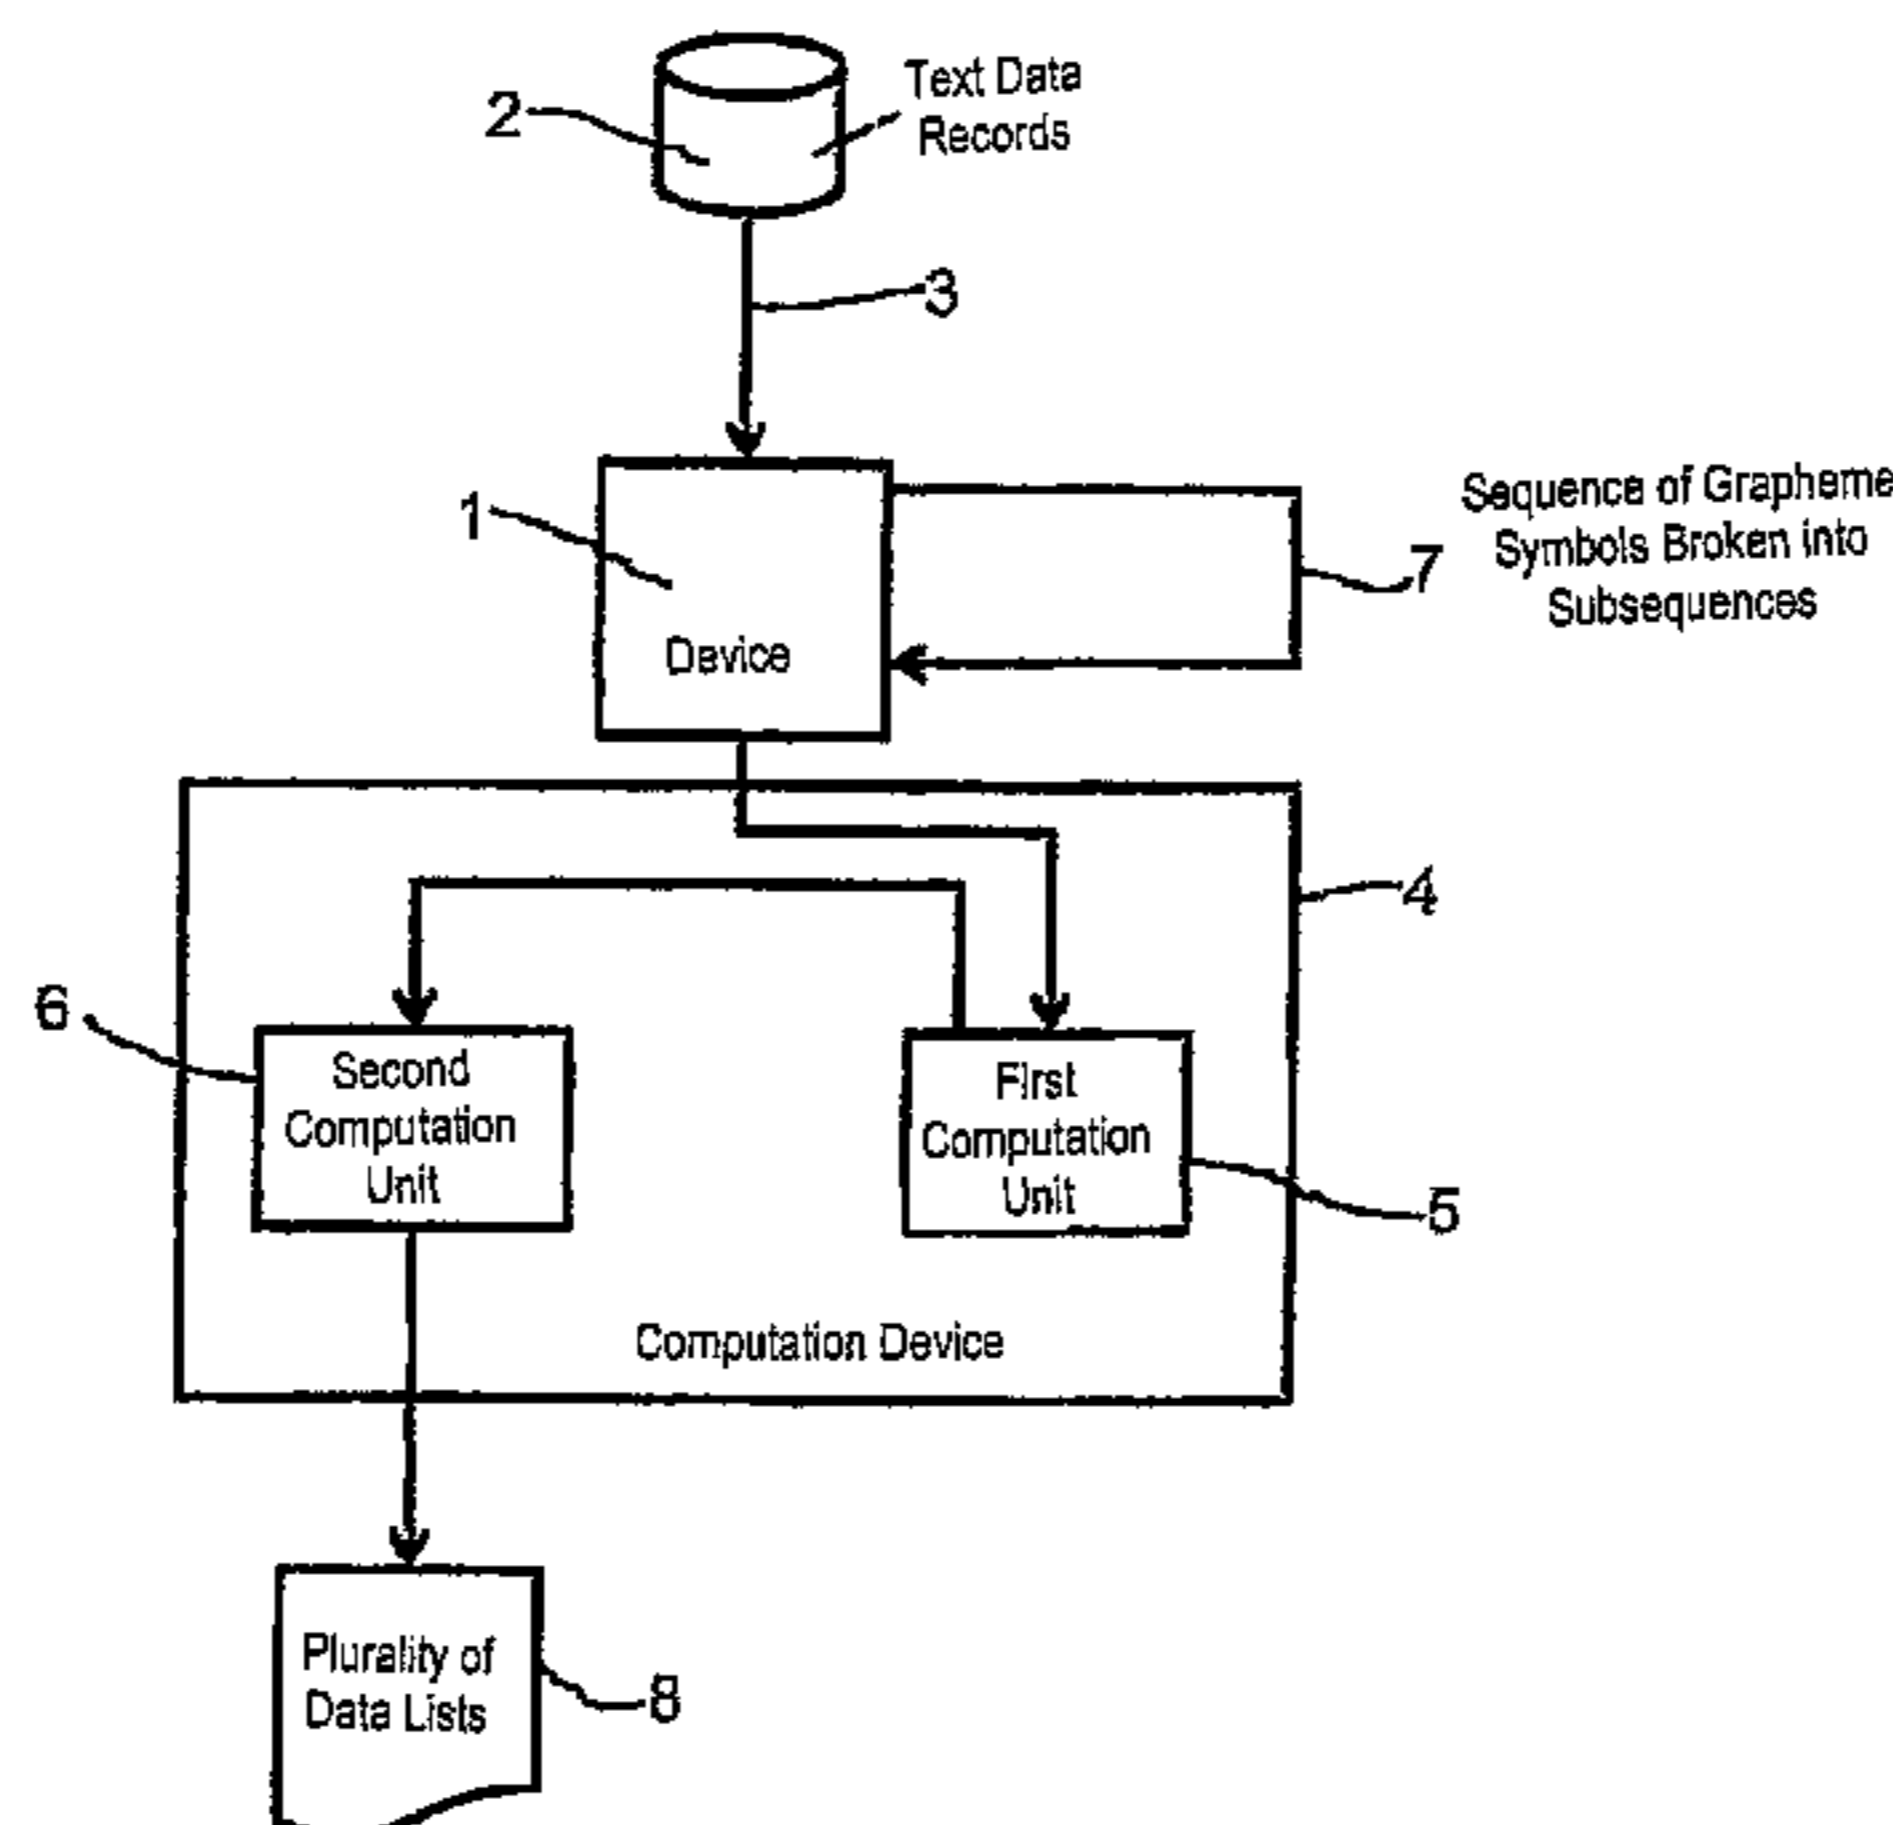 2
Text Data
Records
3
1
Device
Sequence of Grapheme
Symbols Broken into
Subsequences
7
4
6
Second
Computation
Unit
First
Computation
Unit
5
Computation Device
Plurality of
Data Lists
8